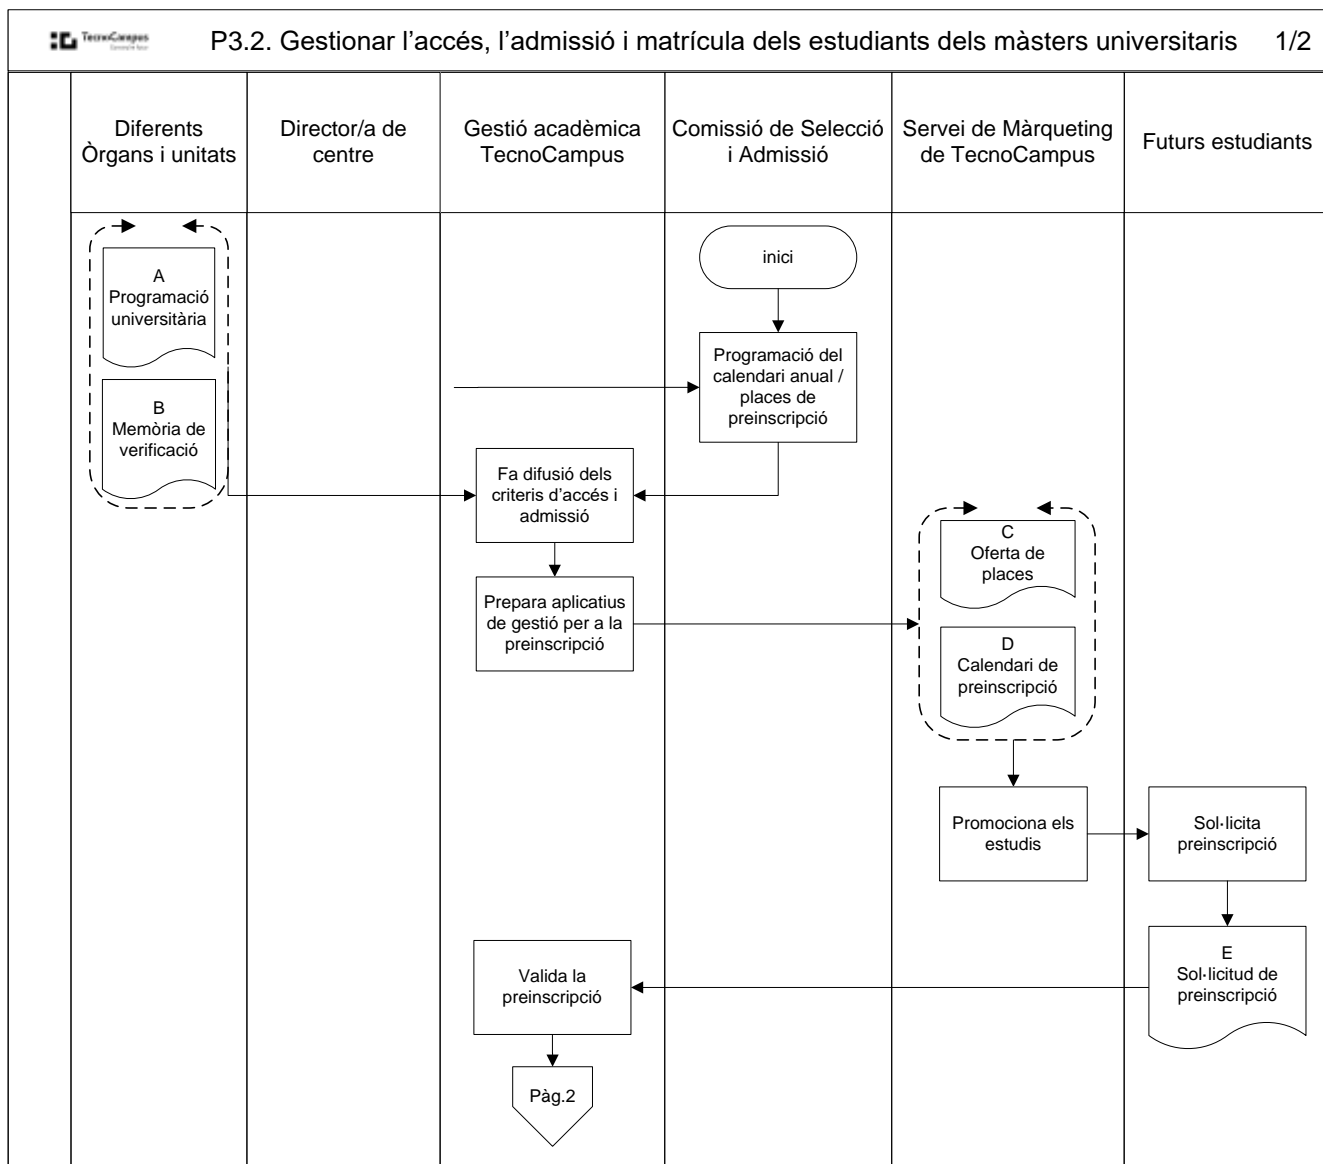 TecnoCampus
P3.2. Gestionar l'accés, l'admissió i matrícula dels estudiants dels màsters universitaris 1/2
Diferents
Òrgans i unitats
Director/a de
centre
Gestió acadèmica
TecnoCampus
Comissió de Selecció
i Admissió
Servei de Màrqueting
de TecnoCampus
Futurs estudiants
A
Programació
universitària
B
Memòria de
verificació
inici
Programació del
calendari anual /
places de
preinscripció
Fa difusió dels
criteris d'accés i
admissió
Prepara aplicatius
de gestió per a la
preinscripció
C
Oferta de
places
D
Calendari de
preinscripció
Promociona els
estudis
Sol·licita
preinscripció
E
Sol·licitud de
preinscripció
Valida la
preinscripció
Pàg.2